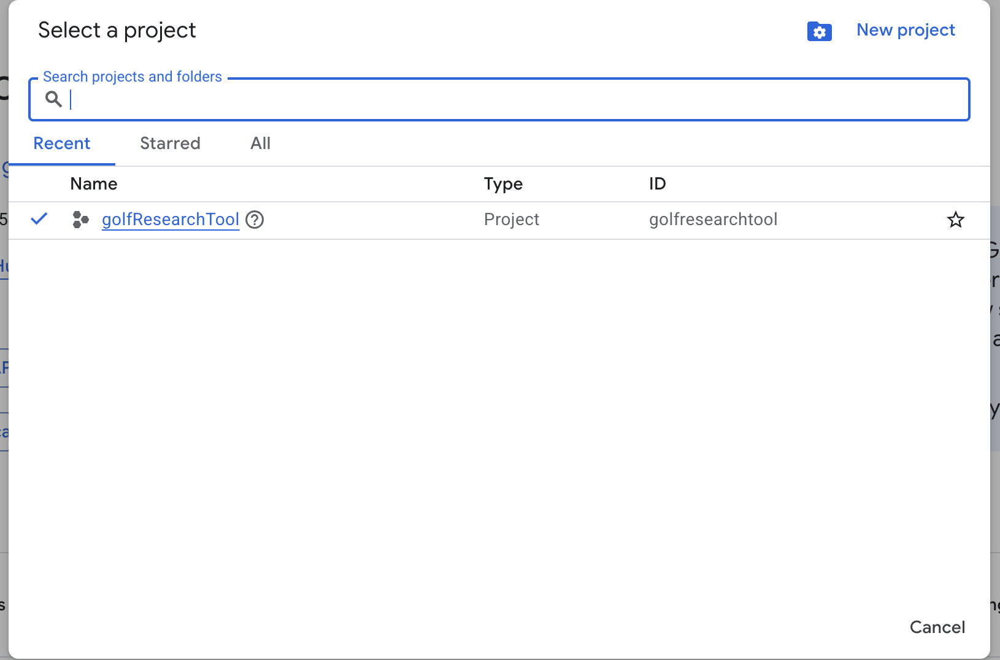 Select a project
New project
Search projects and folders
Recent Starred All
Name Type ID
golfResearchTool Project golfresearchtool
Cancel